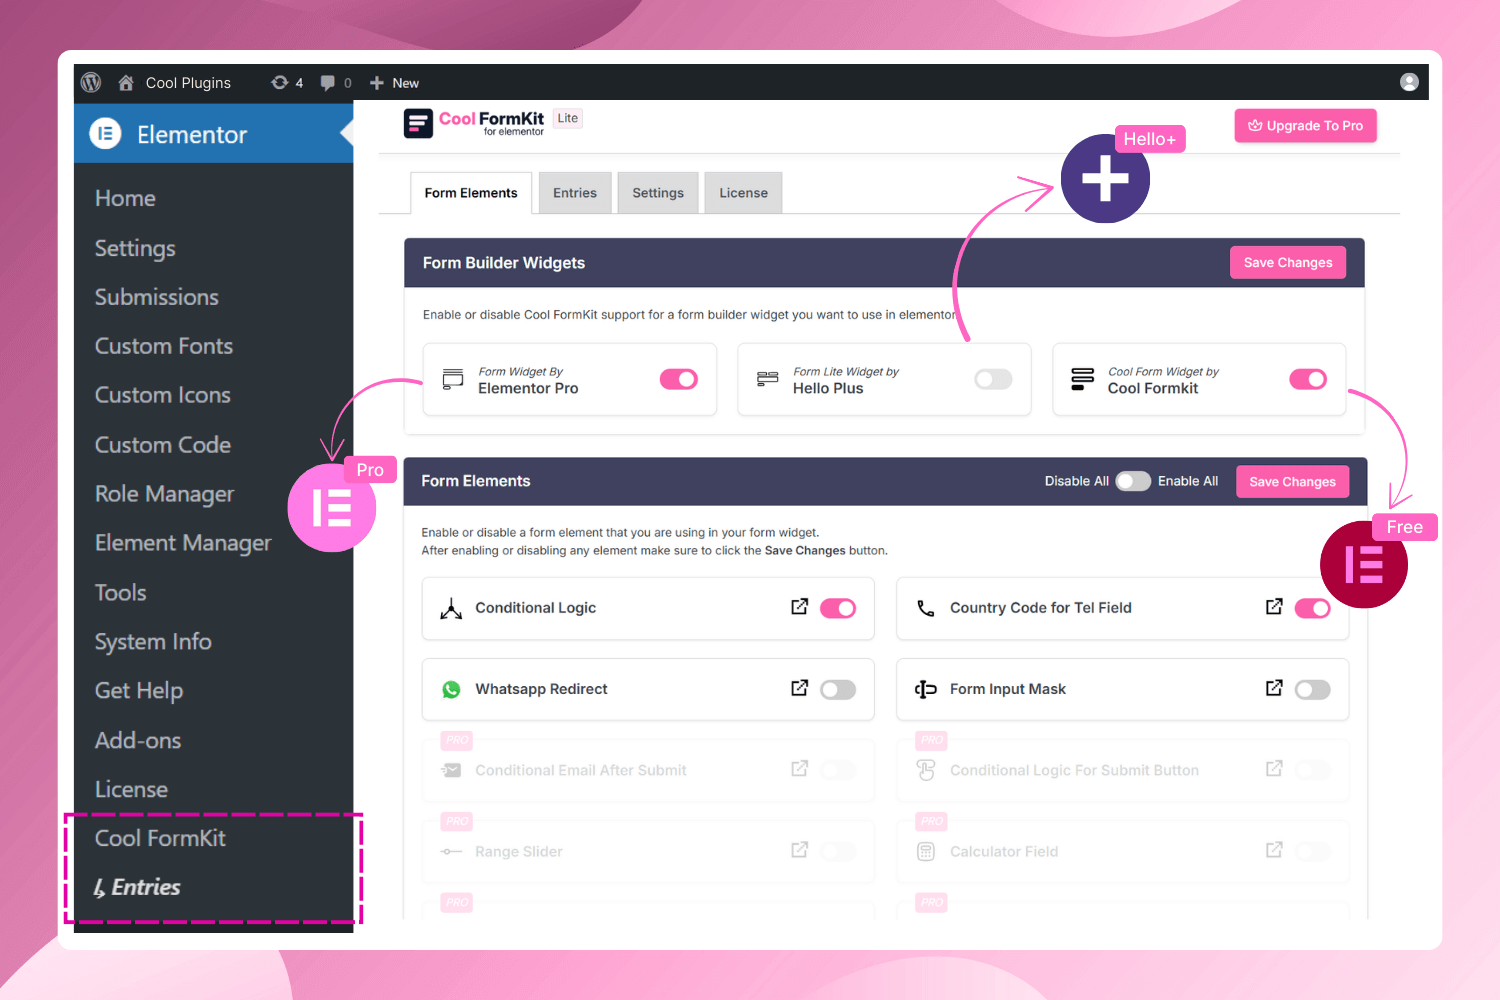 Cool Plugins
4
0
New
Elementor
Home
Settings
Submissions
Custom Fonts
Custom Icons
Custom Code
Role Manager
Element Manager
Tools
System Info
Get Help
Add-ons
License
Cool FormKit
Entries
Cool FormKit
for elementor
Lite
Upgrade To Pro
Hello+
Form Elements
Entries
Settings
License
Form Builder Widgets
Save Changes
Enable or disable Cool FormKit support for a form builder widget you want to use in elementor
Form Widget By
Elementor Pro
Form Lite Widget by
Hello Plus
Cool Form Widget by
Cool Formkit
Pro
Free
Form Elements
Disable All
Enable All
Save Changes
Enable or disable a form element that you are using in your form widget.
After enabling or disabling any element make sure to click the Save Changes button.
Conditional Logic
Country Code for Tel Field
Whatsapp Redirect
Form Input Mask
PRO
Conditional Email After Submit
PRO
Conditional Logic For Submit Button
PRO
Range Slider
PRO
Calculator Field
PRO
PRO